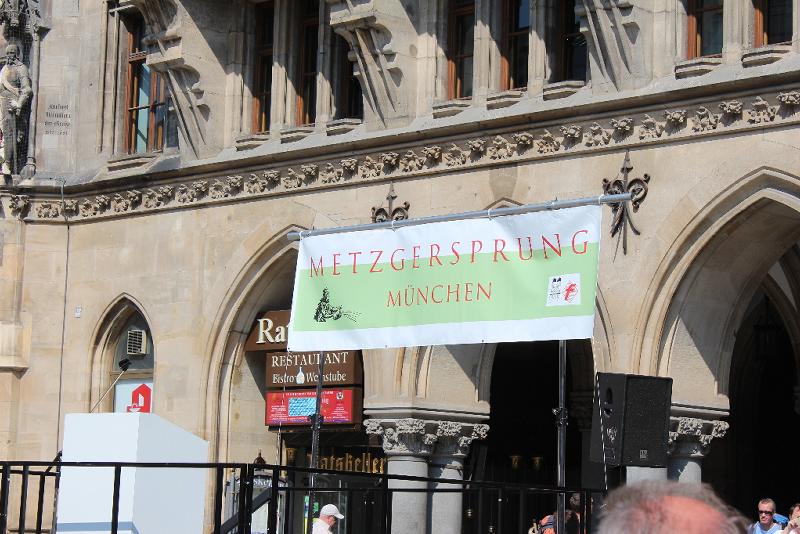 METZGERSPRUNG
MÜNCHEN
Ra
RESTAURANT
Bistro Weinstube
Ratskeller